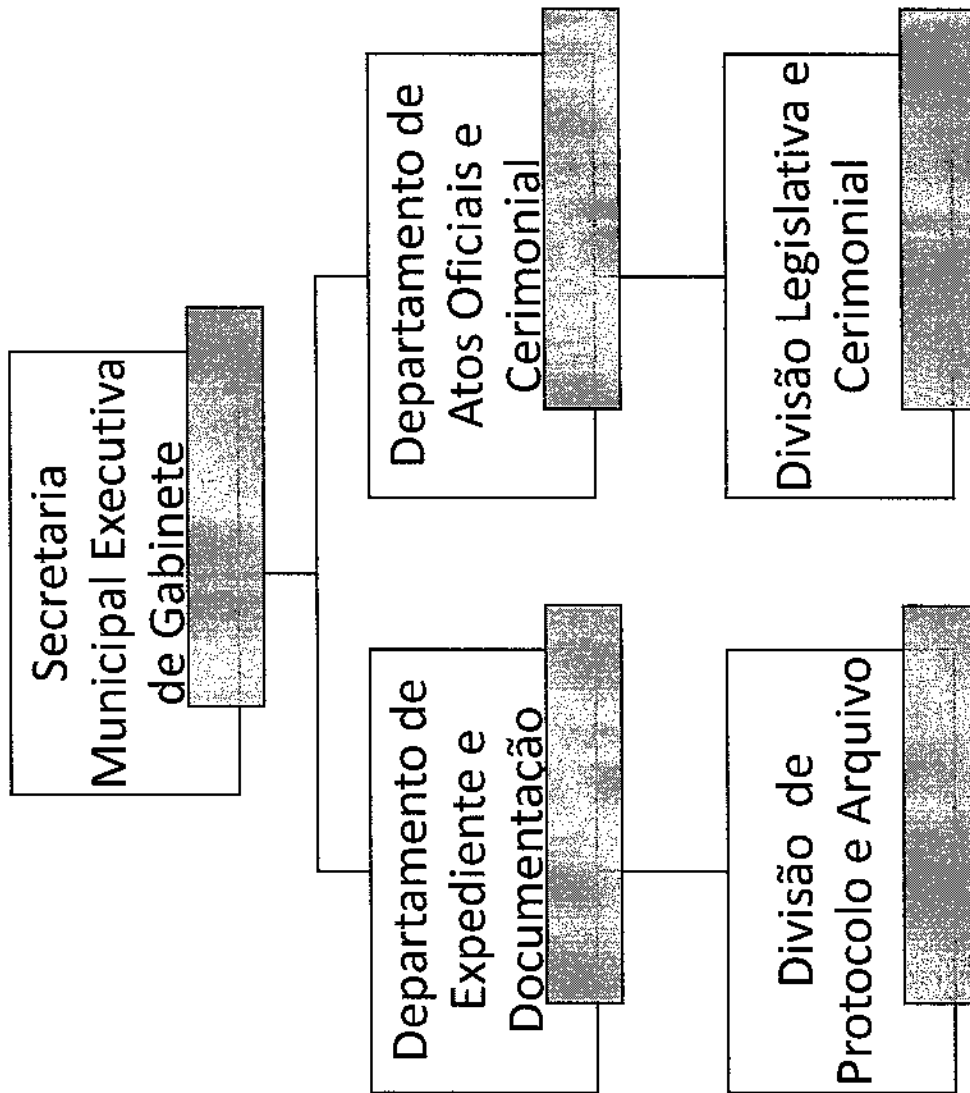 Secretaria
Municipal Executiva
de Gabinete
Departamento de
Expediente e
Documentação
Departamento de
Atos Oficiais e
Cerimonial
Divisão de
Protocolo e Arquivo
Divisão Legislativa e
Cerimonial